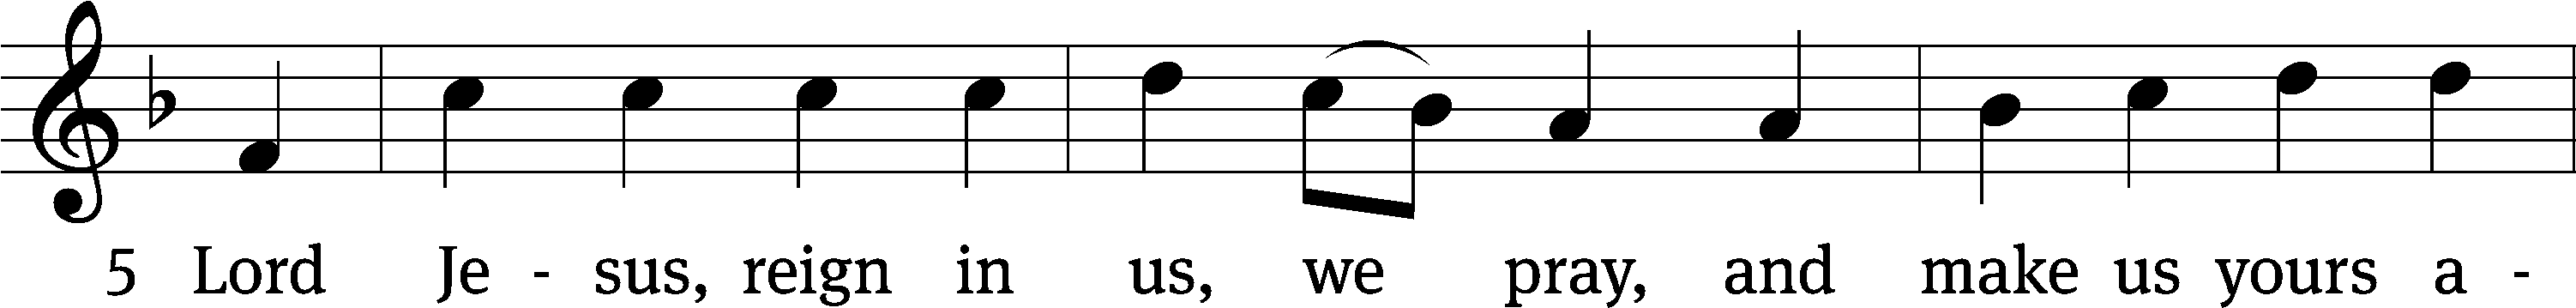 5 Lord Je - sus, reign in us, we pray, and make us yours a -